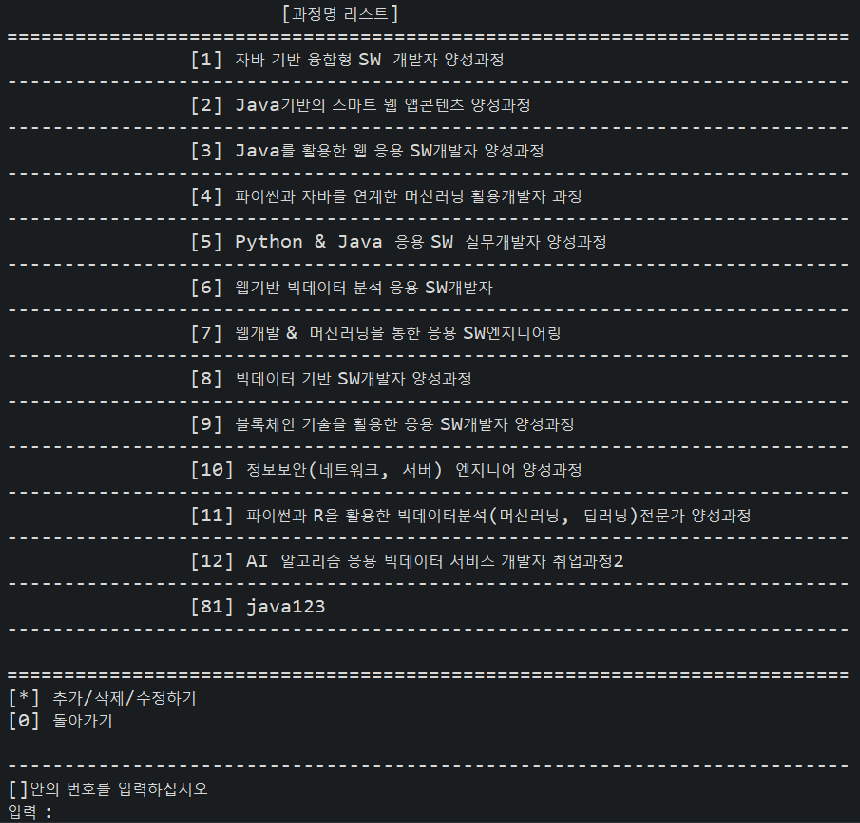 [과정명 리스트]
==========================================================================
[1] 자바 기반 융합형 SW 개발자 양성과정
--------------------------------------------------------------------------
[2] Java기반의 스마트 웹 앱콘텐츠 양성과정
--------------------------------------------------------------------------
[3] Java를 활용한 웹 응용 SW개발자 양성과정
--------------------------------------------------------------------------
[4] 파이썬과 자바를 연계한 머신러닝 활용개발자 과정
--------------------------------------------------------------------------
[5] Python & Java 응용 SW 실무개발자 양성과정
--------------------------------------------------------------------------
[6] 웹기반 빅데이터 분석 응용 SW개발자
--------------------------------------------------------------------------
[7] 웹개발 & 머신러닝을 통한 응용 SW엔지니어링
--------------------------------------------------------------------------
[8] 빅데이터 기반 SW개발자 양성과정
--------------------------------------------------------------------------
[9] 블록체인 기술을 활용한 응용 SW개발자 양성과정
--------------------------------------------------------------------------
[10] 정보보안(네트워크, 서버) 엔지니어 양성과정
--------------------------------------------------------------------------
[11] 파이썬과 R을 활용한 빅데이터분석(머신러닝, 딥러닝)전문가 양성과정
--------------------------------------------------------------------------
[12] AI 알고리즘 응용 빅데이터 서비스 개발자 취업과정2
--------------------------------------------------------------------------
[81] java123
--------------------------------------------------------------------------
==========================================================================
[*] 추가/삭제/수정하기
[0] 돌아가기
--------------------------------------------------------------------------
[]안의 번호를 입력하십시오
입력 :